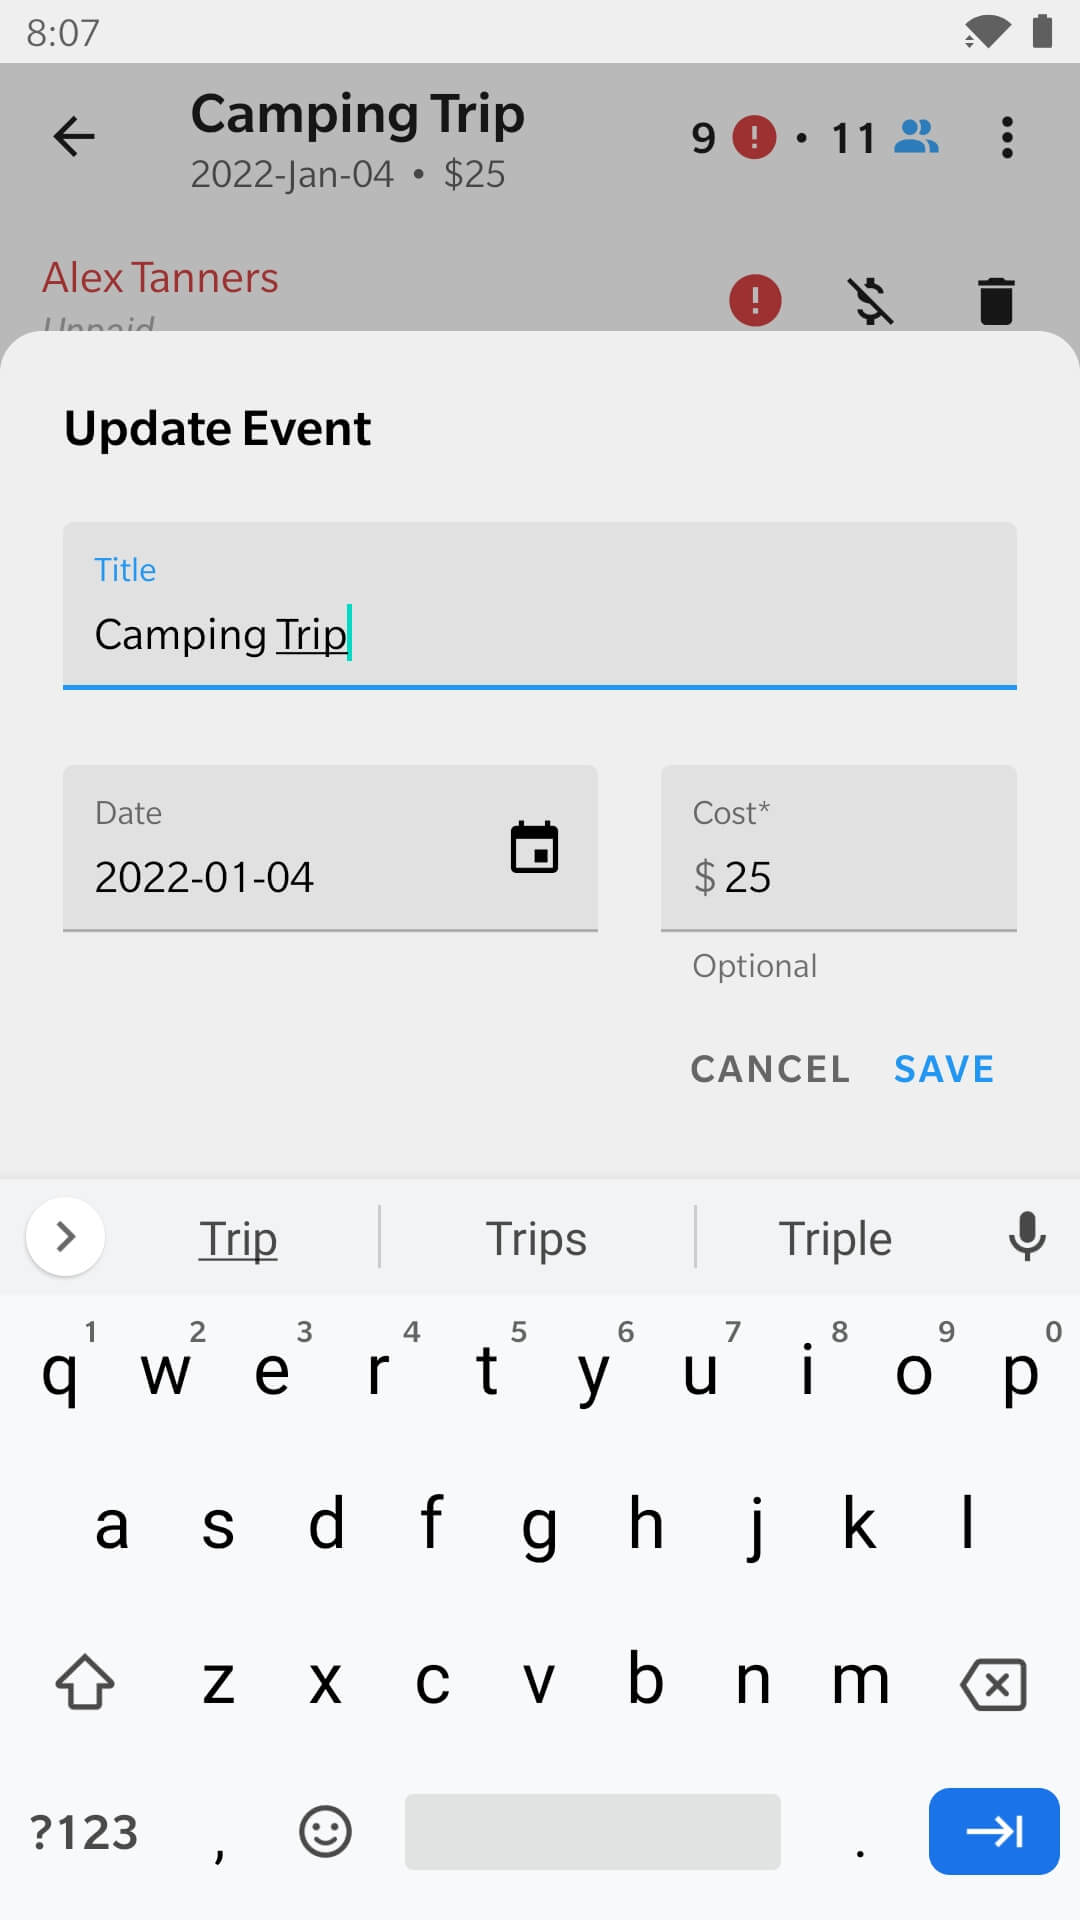 8:07
Camping Trip
2022-Jan-04 • $25
9 ! • 11
Alex Tanners
!
Unpaid
Update Event
Title
Camping Trip
Date
2022-01-04
Cost*
$ 25
Optional
CANCEL SAVE
Trip Trips Triple
1 2 3 4 5 6 7 8 9 0
q w e r t y u i o p
a s d f g h j k l
z x c v b n m
?123 , .